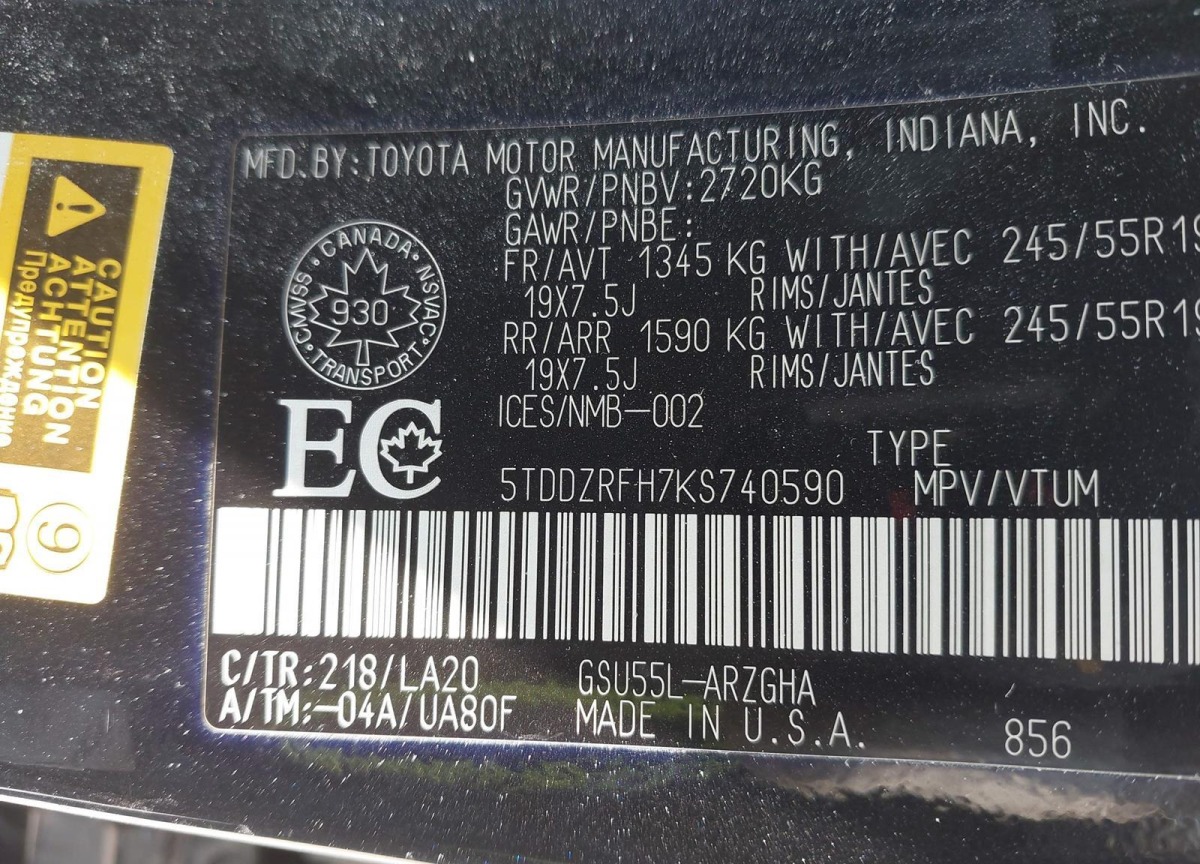 MFD.BY:TOYOTA MOTOR MANUFACTURING, INDIANA, INC.
GVWR/PNBV:2720KG
GAWR/PNBE:
FR/AVT 1345 KG WITH/AVEC 245/55R19
19X7.5J RIMS/JANTES
RR/ARR 1590 KG WITH/AVEC 245/55R19
19X7.5J RIMS/JANTES
ICES/NMB-002
CANADA
930
TRANSPORT
CMVSS
NSVAC
EC
TYPE
5TDDZRFH7KS740590 MPV/VTUM
C/TR:218/LA20 GSU55L-ARZGHA
A/TM:-04A/UA80F MADE IN U.S.A.
856
CAUTION
ATTENTION
ACHTUNG
Предупреждение
9